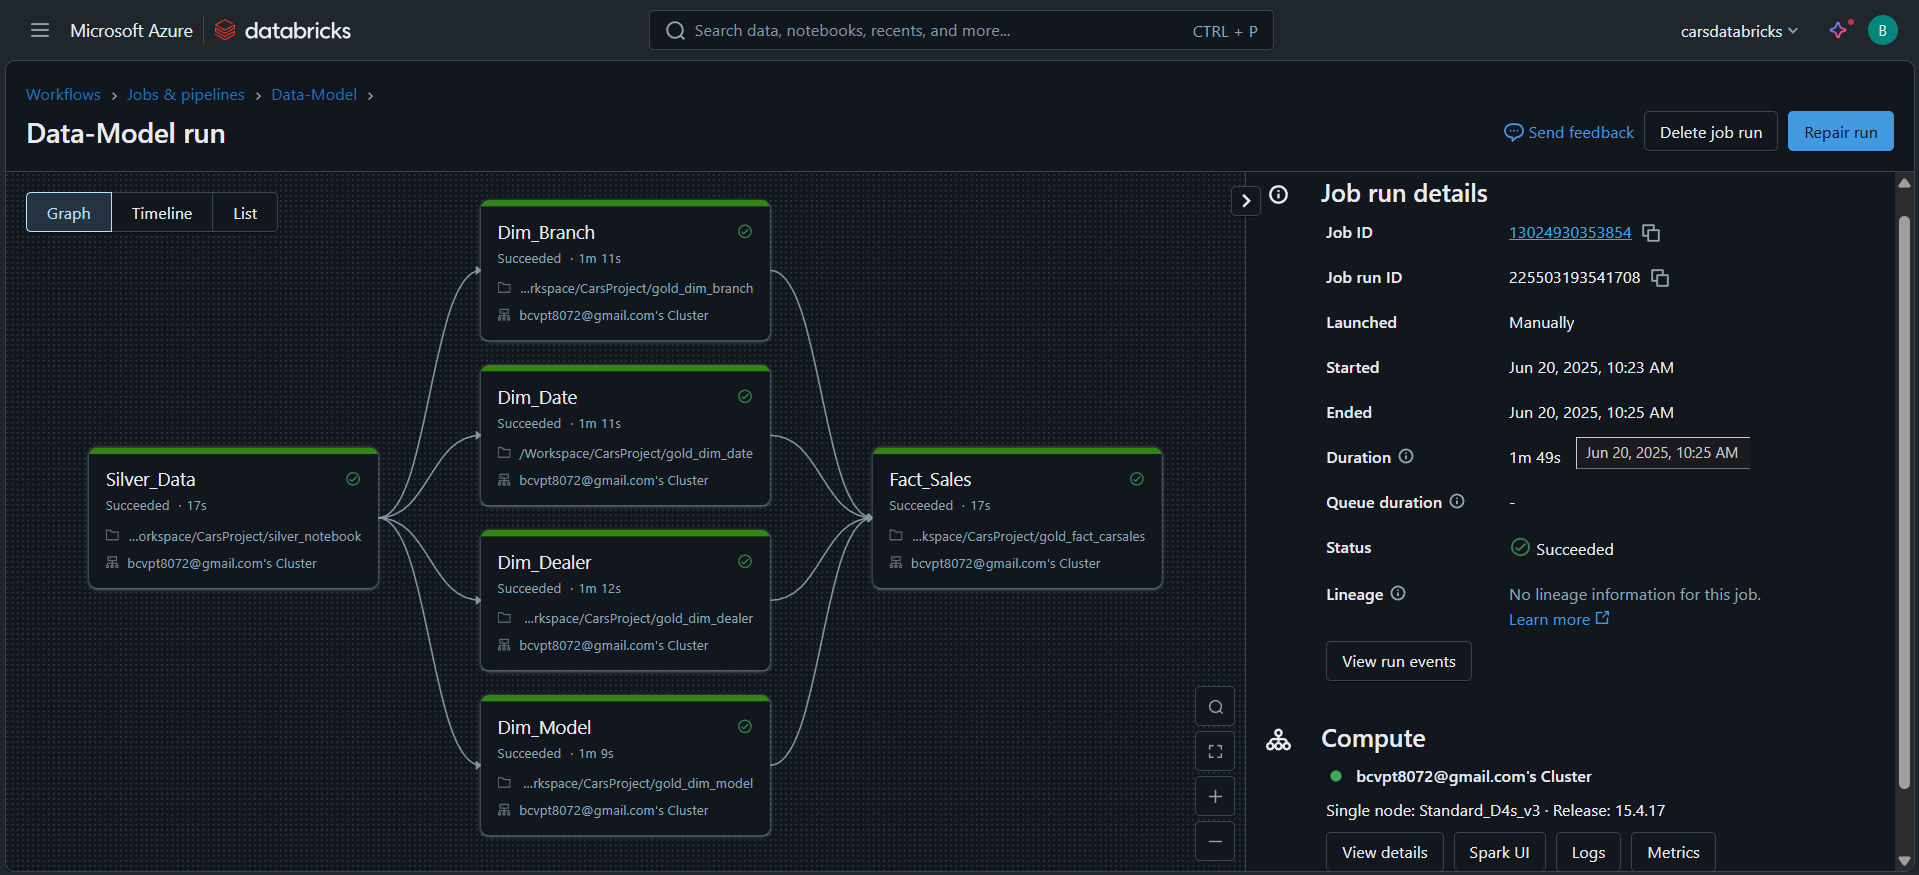 Microsoft Azure databricks
Search data, notebooks, recents, and more... CTRL + P
carsdatabricks
B
Workflows › Jobs & pipelines › Data-Model ›
Data-Model run
Send feedback
Delete job run
Repair run
Graph
Timeline
List
Silver_Data
Succeeded · 17s
...orkspace/CarsProject/silver_notebook
bcvpt8072@gmail.com's Cluster
Dim_Branch
Succeeded · 1m 11s
...rkspace/CarsProject/gold_dim_branch
bcvpt8072@gmail.com's Cluster
Dim_Date
Succeeded · 1m 11s
/Workspace/CarsProject/gold_dim_date
bcvpt8072@gmail.com's Cluster
Dim_Dealer
Succeeded · 1m 12s
...rkspace/CarsProject/gold_dim_dealer
bcvpt8072@gmail.com's Cluster
Dim_Model
Succeeded · 1m 9s
...rkspace/CarsProject/gold_dim_model
bcvpt8072@gmail.com's Cluster
Fact_Sales
Succeeded · 17s
...kspace/CarsProject/gold_fact_carsales
bcvpt8072@gmail.com's Cluster
Job run details
Job ID 13024930353854
Job run ID 225503193541708
Launched Manually
Started Jun 20, 2025, 10:23 AM
Ended Jun 20, 2025, 10:25 AM
Duration 1m 49s
Jun 20, 2025, 10:25 AM
Queue duration -
Status Succeeded
Lineage No lineage information for this job.
Learn more
View run events
Compute
bcvpt8072@gmail.com's Cluster
Single node: Standard_D4s_v3 · Release: 15.4.17
View details
Spark UI
Logs
Metrics